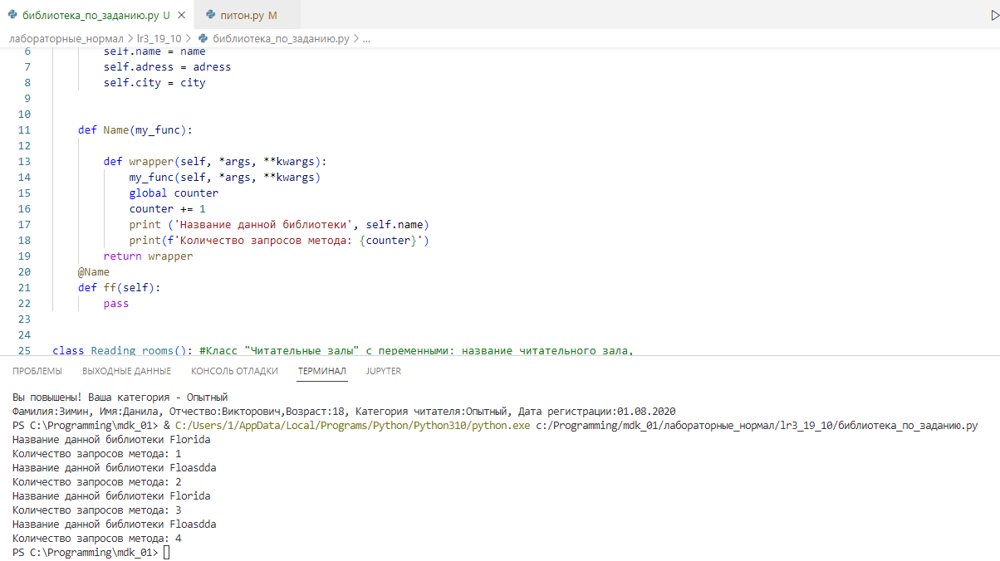 библиотека_по_заданию.py U × питон.py M
лабораторные_нормал > lr3_19_10 > библиотека_по_заданию.py > ...
6 self.name = name
7 self.adress = adress
8 self.city = city
9
10
11 def Name(my_func):
12
13 def wrapper(self, *args, **kwargs):
14 my_func(self, *args, **kwargs)
15 global counter
16 counter += 1
17 print ('Название данной библиотеки', self.name)
18 print(f'Количество запросов метода: {counter}')
19 return wrapper
20 @Name
21 def ff(self):
22 pass
23
24
25 class Reading_rooms(): #Класс "Читательные залы" с переменными: название читательного зала,
ПРОБЛЕМЫ ВЫХОДНЫЕ ДАННЫЕ КОНСОЛЬ ОТЛАДКИ ТЕРМИНАЛ JUPYTER
Вы повышены! Ваша категория - Опытный
Фамилия:Зимин, Имя:Данила, Отчество:Викторович,Возраст:18, Категория читателя:Опытный, Дата регистрации:01.08.2020
PS C:\Programming\mdk_01> & C:/Users/1/AppData/Local/Programs/Python/Python310/python.exe c:/Programming/mdk_01/лабораторные_нормал/lr3_19_10/библиотека_по_заданию.py
Название данной библиотеки Florida
Количество запросов метода: 1
Название данной библиотеки Floasdda
Количество запросов метода: 2
Название данной библиотеки Florida
Количество запросов метода: 3
Название данной библиотеки Floasdda
Количество запросов метода: 4
PS C:\Programming\mdk_01>